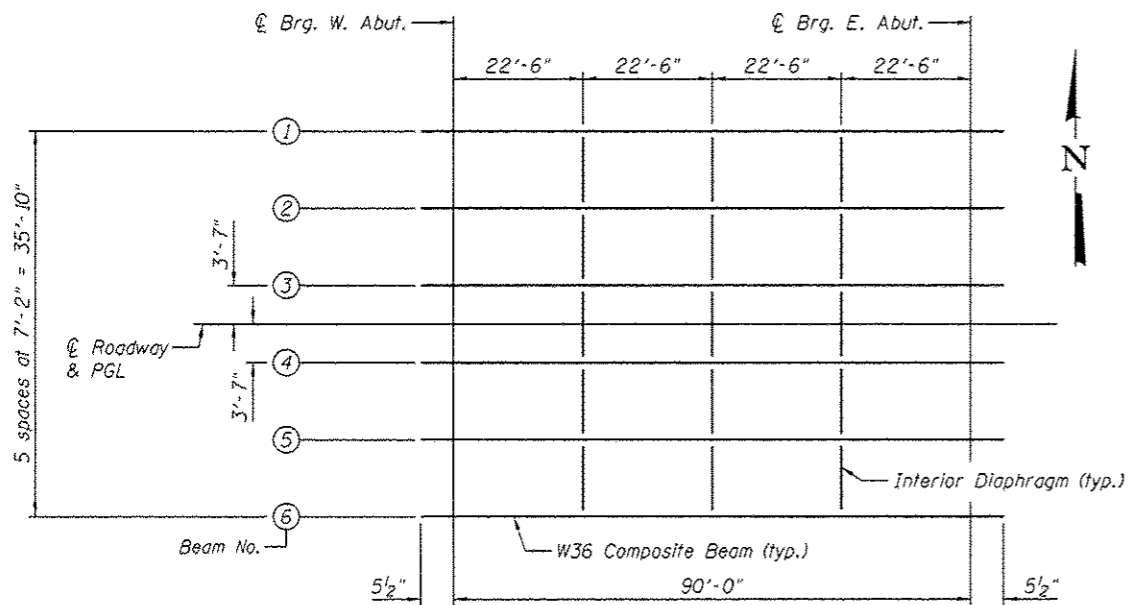 ℄ Brg. W. Abut.
℄ Brg. E. Abut.
22'-6"
22'-6"
22'-6"
22'-6"
N
1
2
3
4
5
6
5 spaces at 7'-2" = 35'-10"
3'-7"
℄ Roadway
& PGL
3'-7"
Interior Diaphragm (typ.)
Beam No.
W36 Composite Beam (typ.)
5½"
90'-0"
5½"